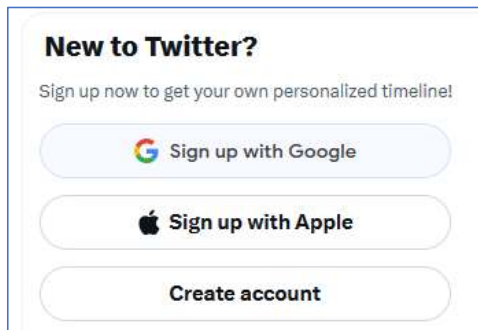 New to Twitter?
Sign up now to get your own personalized timeline!
Sign up with Google
Sign up with Apple
Create account